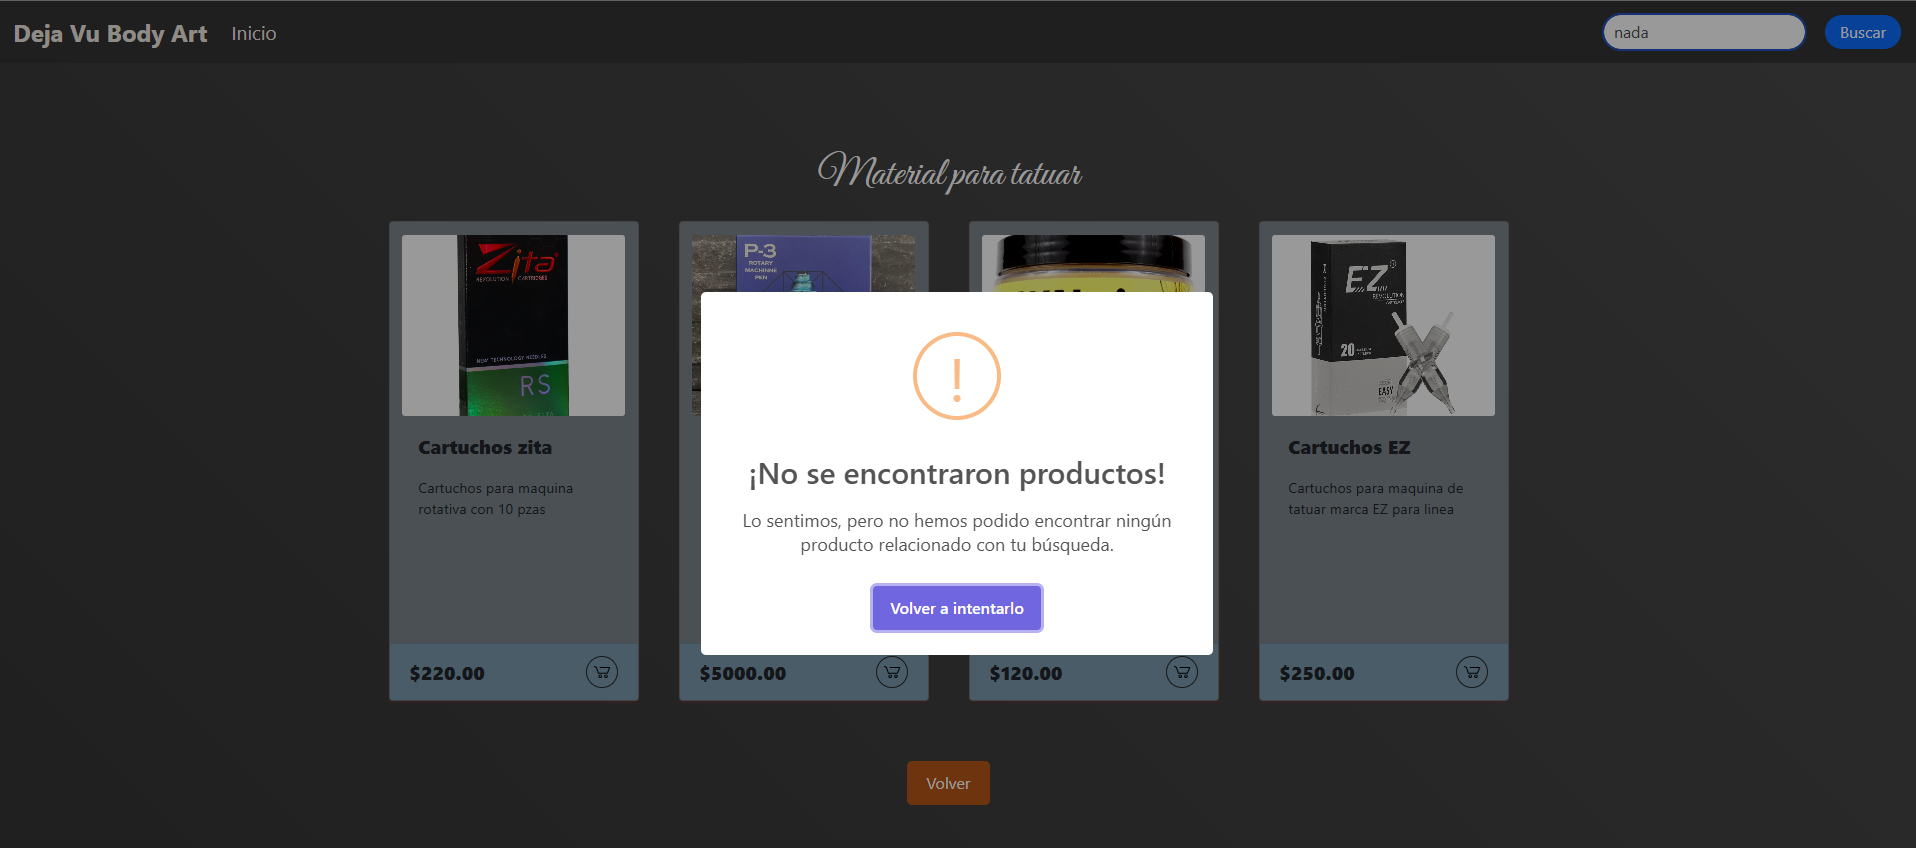 Deja Vu Body Art
Inicio
nada
Buscar
Material para tatuar
Zita
REVOLUTION CARTRIDGES
NEW TECHNOLOGY NEEDLES
RS
P-3
ROTARY
MACHINNE
PEN
EZ
REVOLUTION
20
EASY
¡No se encontraron productos!
Lo sentimos, pero no hemos podido encontrar ningún
producto relacionado con tu búsqueda.
Volver a intentarlo
Cartuchos zita
Cartuchos para maquina
rotativa con 10 pzas
Cartuchos EZ
Cartuchos para maquina de
tatuar marca EZ para linea
$220.00
$5000.00
$120.00
$250.00
Volver